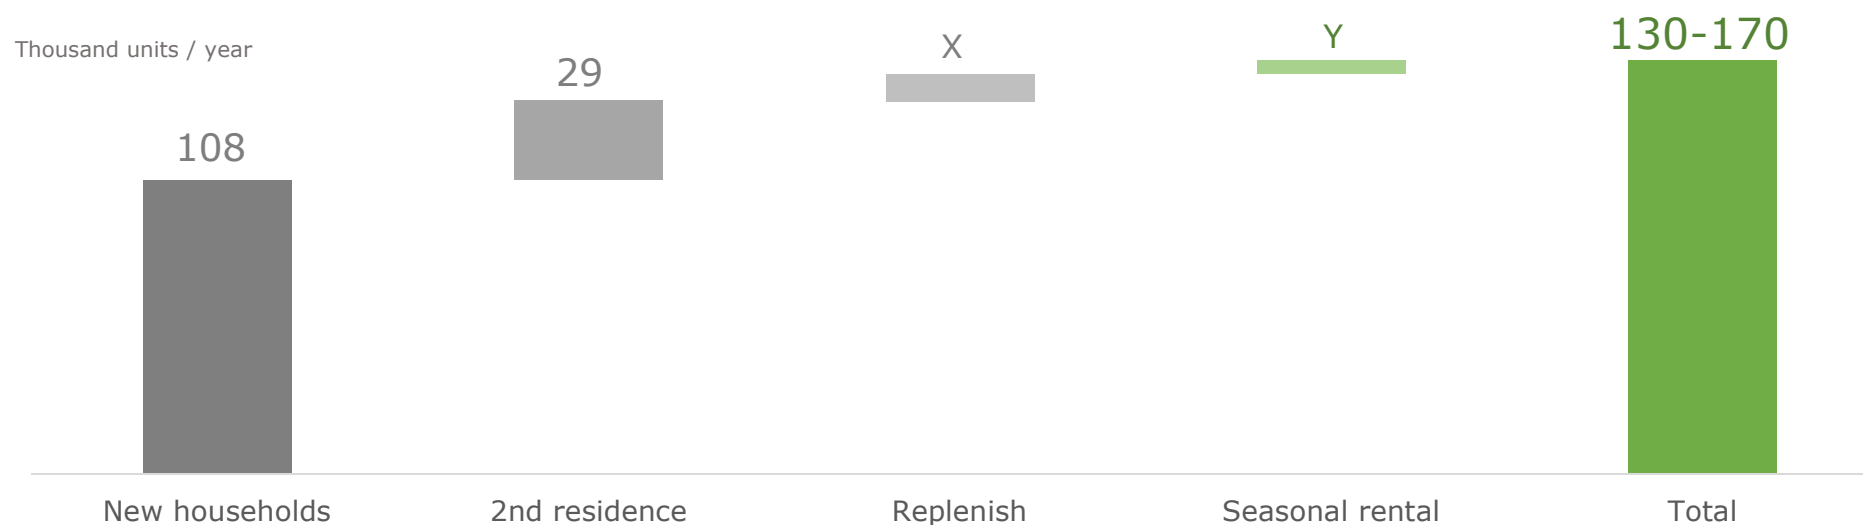 Thousand units / year
108
29
X
Y
130-170
New households
2nd residence
Replenish
Seasonal rental
Total